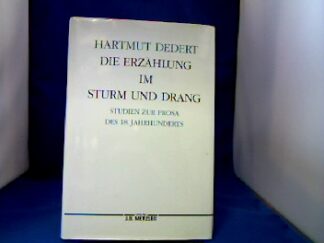 HARTMUT DEDERT
DIE ERZÄHLUNG
IM
STURM UND DRANG
STUDIEN ZUR PROSA
DES 18. JAHRHUNDERTS
J.B. METZLER